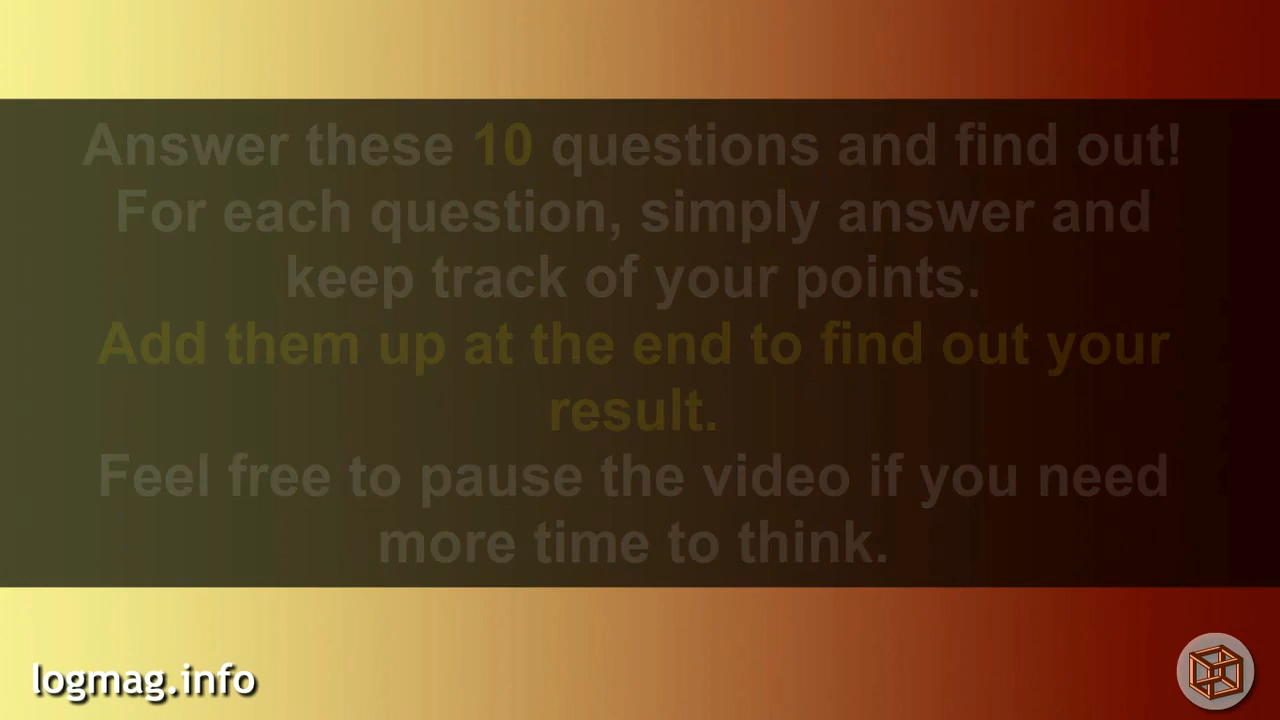 Answer these 10 questions and find out!
For each question, simply answer and
keep track of your points.
Add them up at the end to find out your
result.
Feel free to pause the video if you need
more time to think.
logmag.info